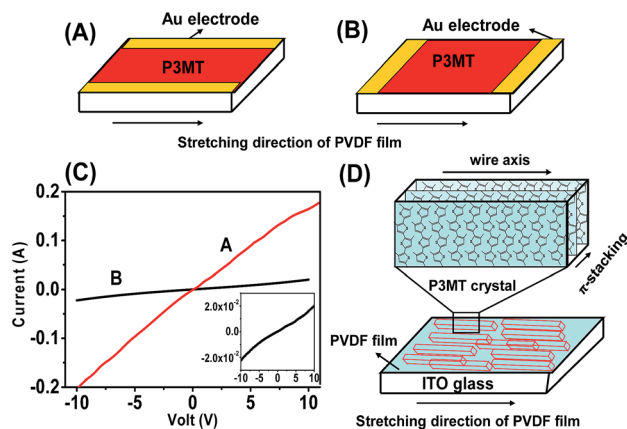 (A)
Au electrode
P3MT
(B)
Au electrode
P3MT
Stretching direction of PVDF film
(C)
Current (A)
0.2
0.1
0.0
-0.1
-0.2
A
B
2.0x10⁻²
0.0
-2.0x10⁻²
-10 -5 0 5 10
-10 -5 0 5 10
Volt (V)
(D)
wire axis
π-stacking
P3MT crystal
PVDF film
ITO glass
Stretching direction of PVDF film